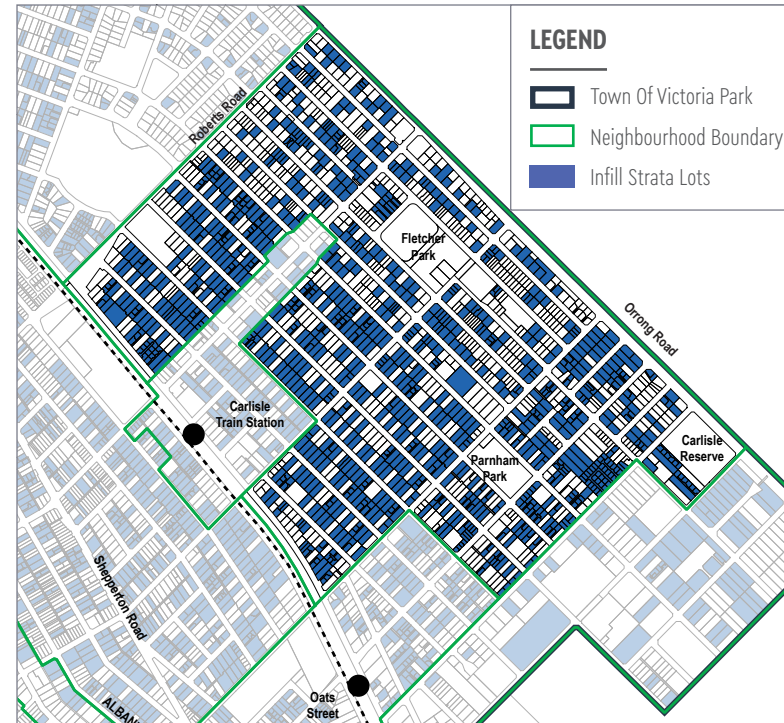 LEGEND
Town Of Victoria Park
Neighbourhood Boundary
Infill Strata Lots
Roberts Road
Fletcher
Park
Orrong Road
Carlisle
Train Station
Carlisle
Reserve
Parnham
Park
Shepperton Road
Oats
Street
ALBAN